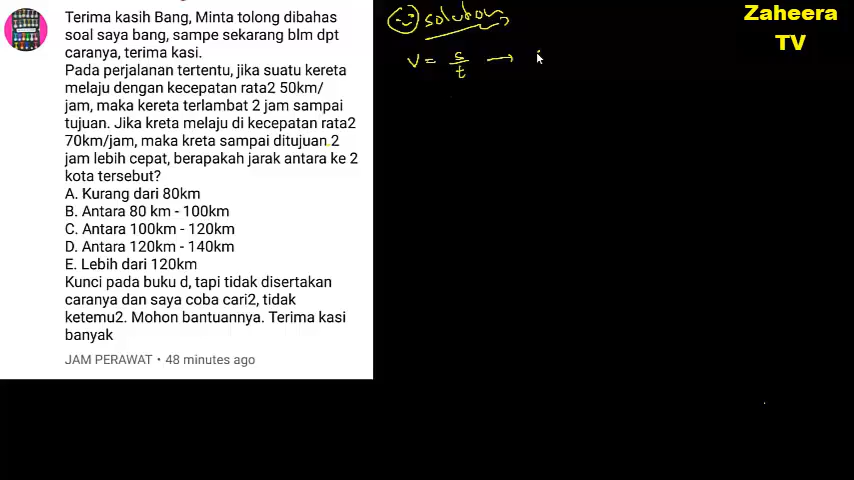 Terima kasih Bang, Minta tolong dibahas
soal saya bang, sampe sekarang blm dpt
caranya, terima kasi.
Pada perjalanan tertentu, jika suatu kereta
melaju dengan kecepatan rata2 50km/
jam, maka kereta terlambat 2 jam sampai
tujuan. Jika kreta melaju di kecepatan rata2
70km/jam, maka kreta sampai ditujuan 2
jam lebih cepat, berapakah jarak antara ke 2
kota tersebut?
A. Kurang dari 80km
B. Antara 80 km - 100km
C. Antara 100km - 120km
D. Antara 120km - 140km
E. Lebih dari 120km
Kunci pada buku d, tapi tidak disertakan
caranya dan saya coba cari2, tidak
ketemu2. Mohon bantuannya. Terima kasi
banyak
JAM PERAWAT • 48 minutes ago
solution
v = s/t →
Zaheera
TV